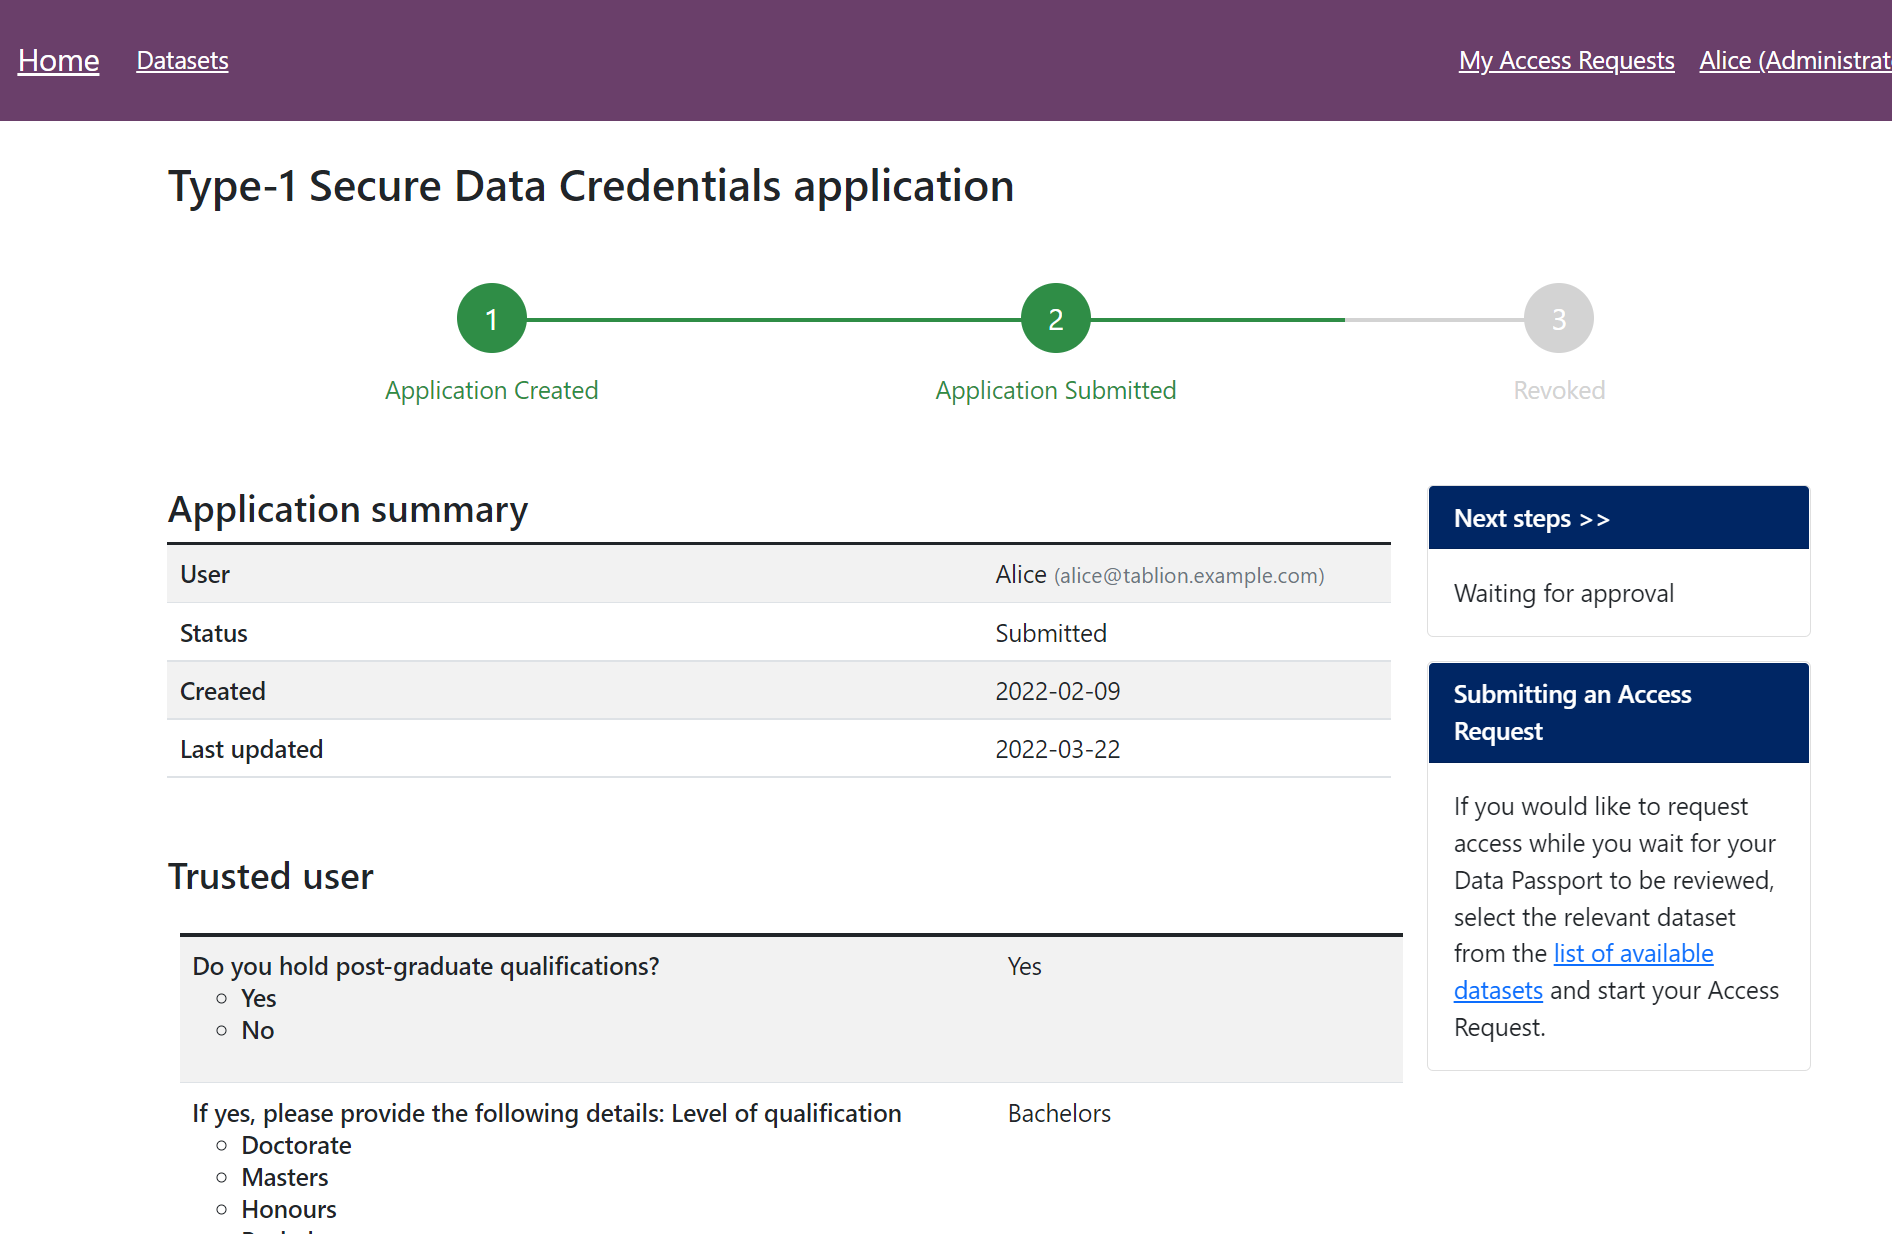 Home Datasets My Access Requests Alice (Administrat
Type-1 Secure Data Credentials application
1 2 3
Application Created Application Submitted Revoked
Application summary
User Alice (alice@tablion.example.com)
Status Submitted
Created 2022-02-09
Last updated 2022-03-22
Trusted user
Do you hold post-graduate qualifications? Yes
Yes
No
If yes, please provide the following details: Level of qualification Bachelors
Doctorate
Masters
Honours
Next steps >>
Waiting for approval
Submitting an Access
Request
If you would like to request
access while you wait for your
Data Passport to be reviewed,
select the relevant dataset
from the list of available
datasets and start your Access
Request.